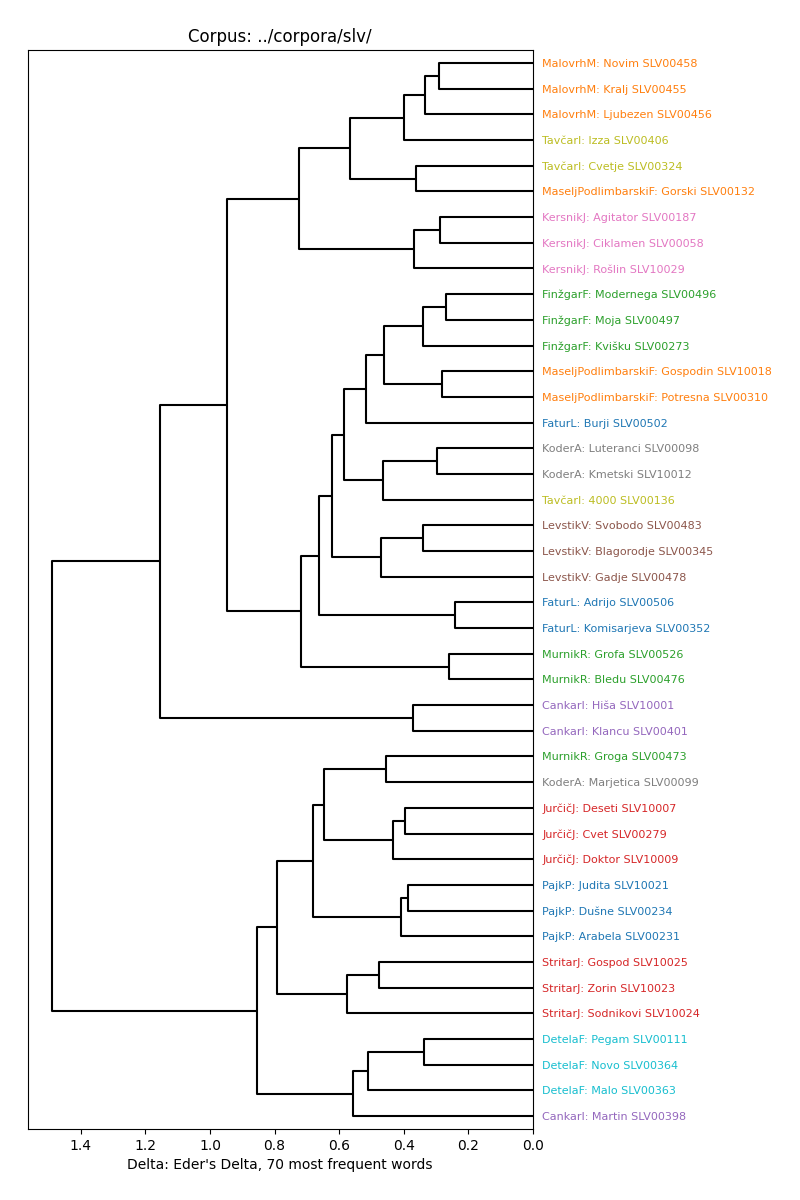 Corpus: ../corpora/slv/
MalovrhM: Novim SLV00458
MalovrhM: Kralj SLV00455
MalovrhM: Ljubezen SLV00456
TavčarI: Izza SLV00406
TavčarI: Cvetje SLV00324
MaseljPodlimbarskiF: Gorski SLV00132
KersnikJ: Agitator SLV00187
KersnikJ: Ciklamen SLV00058
KersnikJ: Rošlin SLV10029
FinžgarF: Modernega SLV00496
FinžgarF: Moja SLV00497
FinžgarF: Kvišku SLV00273
MaseljPodlimbarskiF: Gospodin SLV10018
MaseljPodlimbarskiF: Potresna SLV00310
FaturL: Burji SLV00502
KoderA: Luteranci SLV00098
KoderA: Kmetski SLV10012
TavčarI: 4000 SLV00136
LevstikV: Svobodo SLV00483
LevstikV: Blagorodje SLV00345
LevstikV: Gadje SLV00478
FaturL: Adrijo SLV00506
FaturL: Komisarjeva SLV00352
MurnikR: Grofa SLV00526
MurnikR: Bledu SLV00476
CankarI: Hiša SLV10001
CankarI: Klancu SLV00401
MurnikR: Groga SLV00473
KoderA: Marjetica SLV00099
JurčičJ: Deseti SLV10007
JurčičJ: Cvet SLV00279
JurčičJ: Doktor SLV10009
PajkP: Judita SLV10021
PajkP: Dušne SLV00234
PajkP: Arabela SLV00231
StritarJ: Gospod SLV10025
StritarJ: Zorin SLV10023
StritarJ: Sodnikovi SLV10024
DetelaF: Pegam SLV00111
DetelaF: Novo SLV00364
DetelaF: Malo SLV00363
CankarI: Martin SLV00398
1.4 1.2 1.0 0.8 0.6 0.4 0.2 0.0
Delta: Eder's Delta, 70 most frequent words